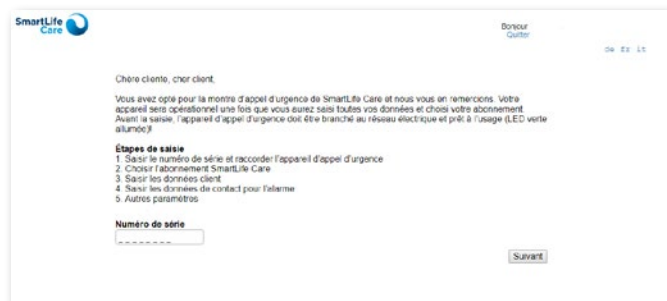 SmartLife
Care
Bonjour
Quitter
de fr it
Chère cliente, cher client,
Vous avez opté pour la montre d'appel d'urgence de SmartLife Care et nous vous en remercions. Votre
appareil sera opérationnel une fois que vous aurez saisi toutes vos données et choisi votre abonnement.
Avant la saisie, l'appareil d'appel d'urgence doit être branché au réseau électrique et prêt à l'usage (LED verte
allumée)!
Étapes de saisie
1. Saisir le numéro de série et raccorder l'appareil d'appel d'urgence
2. Choisir l'abonnement SmartLife Care
3. Saisir les données client
4. Saisir les données de contact pour l'alarme
5. Autres paramètres
Numéro de série
_ _ _ _ _ _ _ _
Suivant